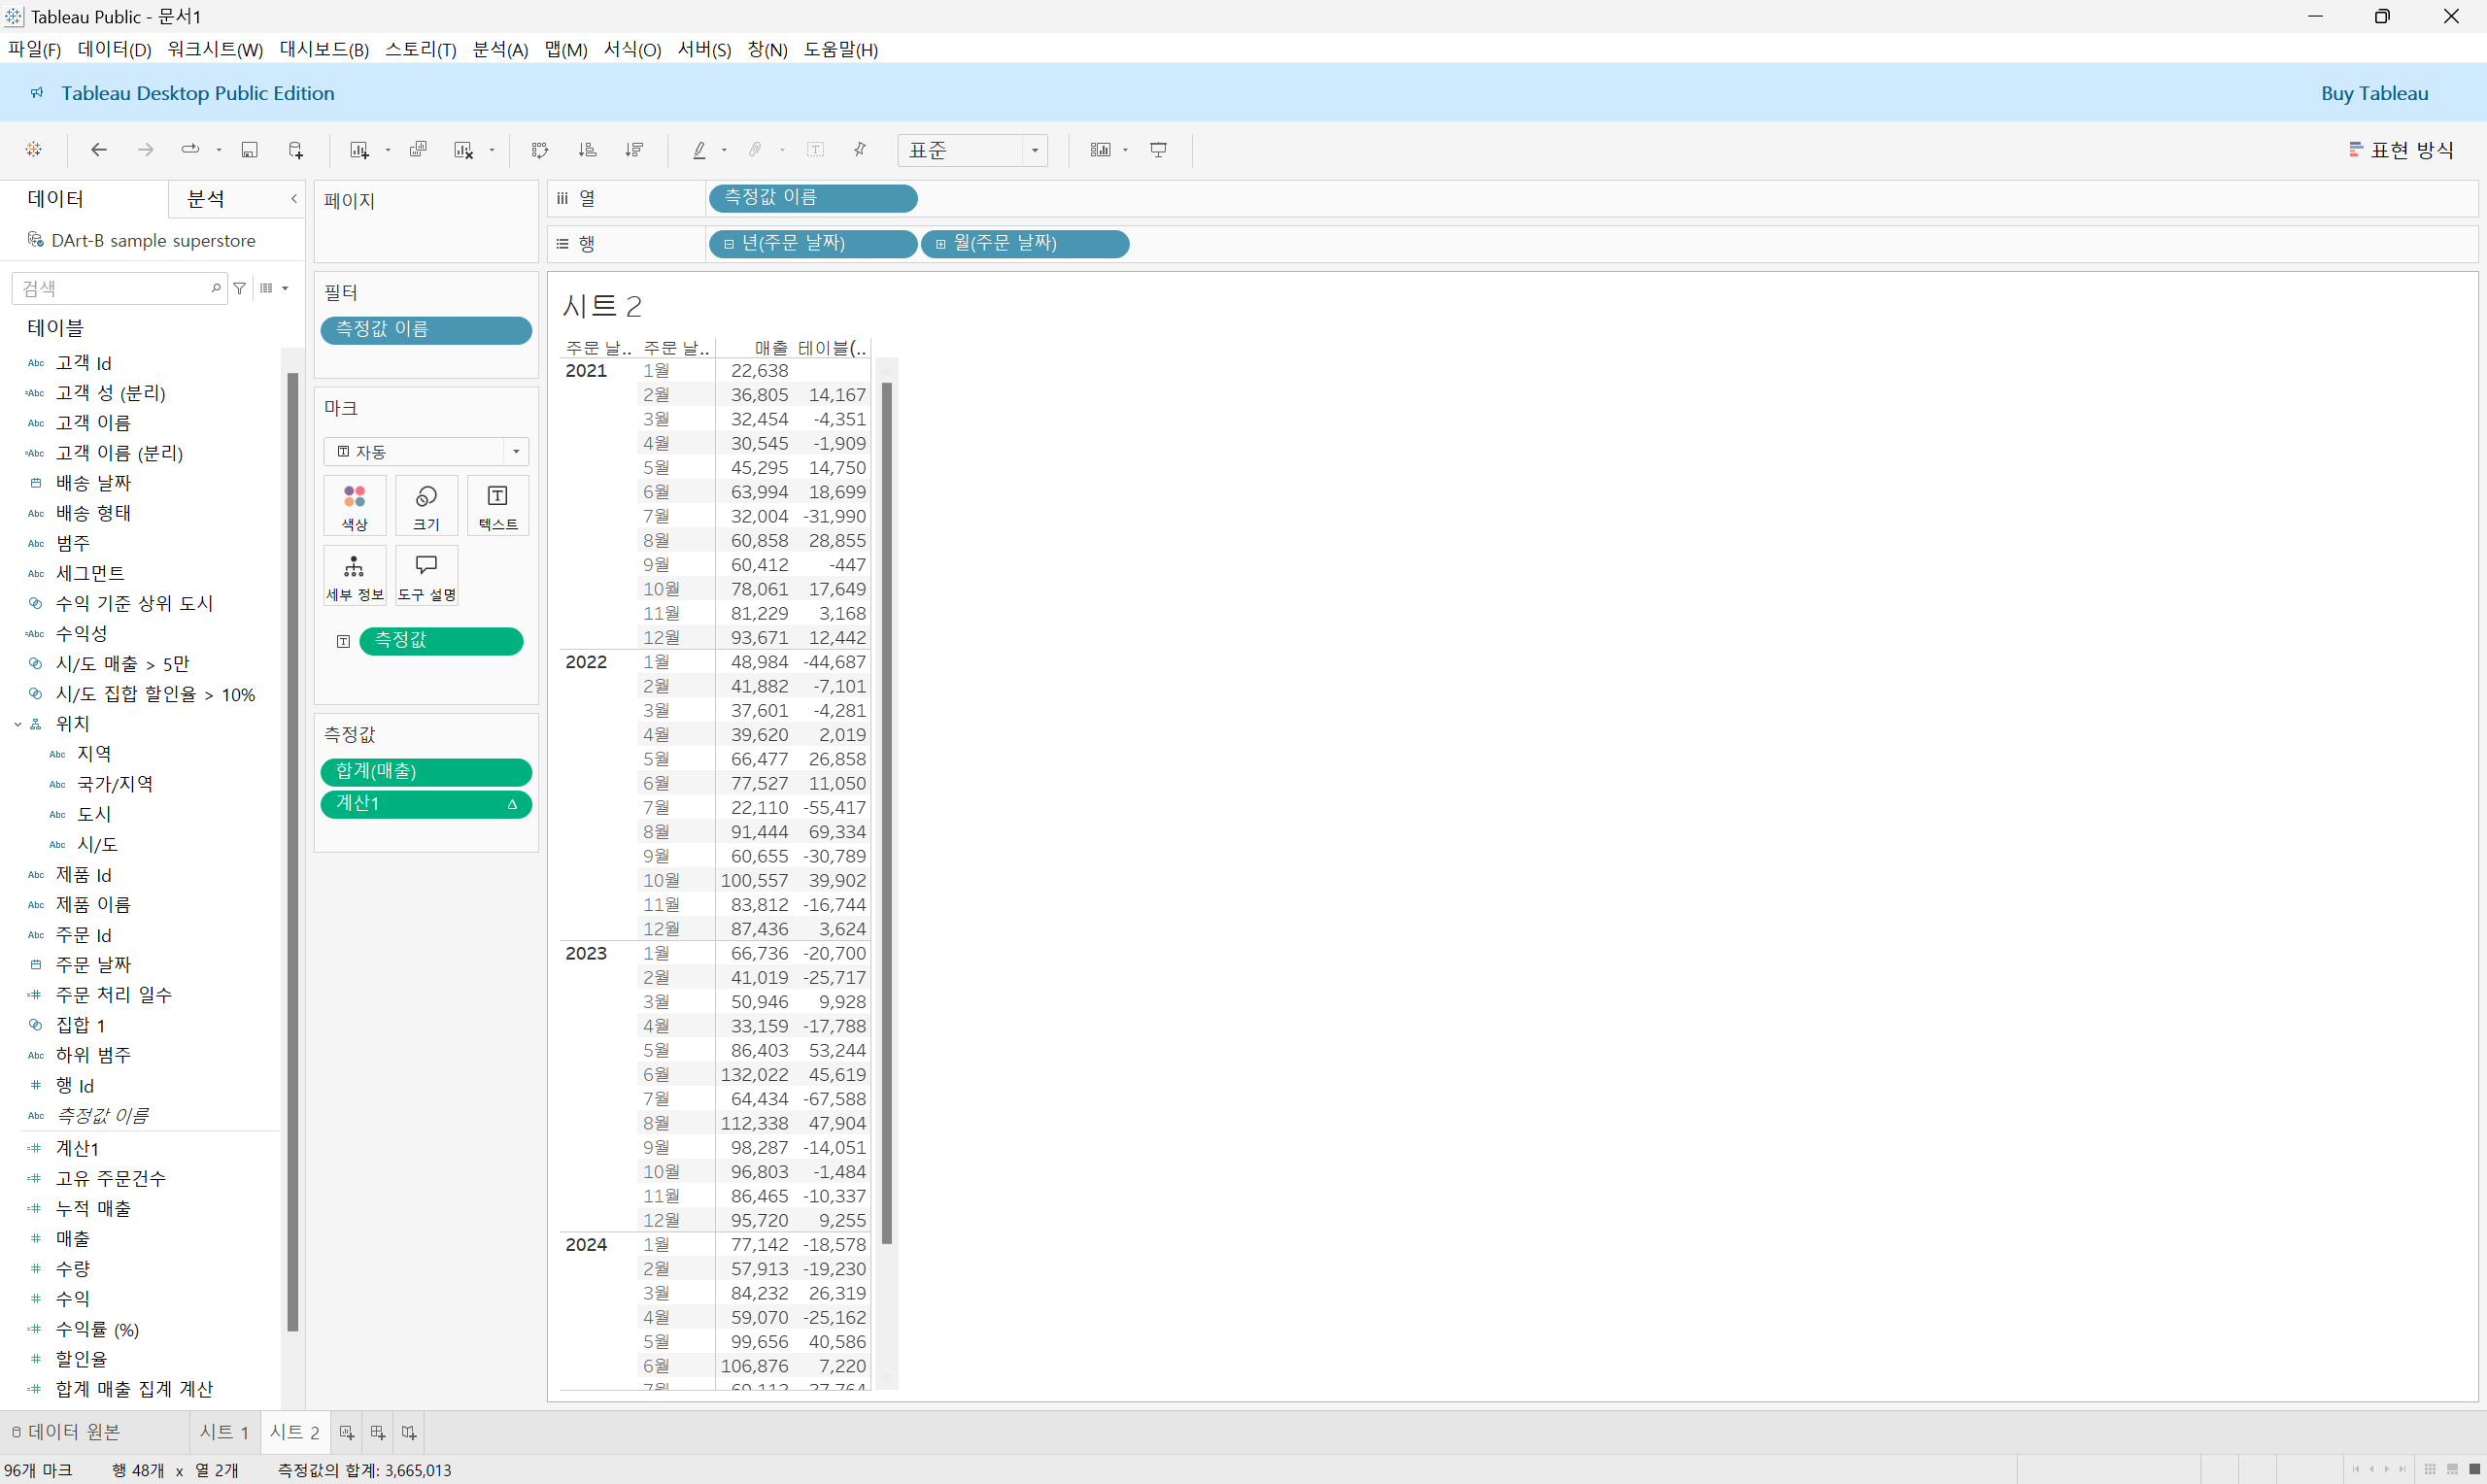 Tableau Public - 문서1
파일(F) 데이터(D) 워크시트(W) 대시보드(B) 스토리(T) 분석(A) 맵(M) 서식(O) 서버(S) 창(N) 도움말(H)
Tableau Desktop Public Edition
Buy Tableau
표준
표현 방식
데이터
분석
DArt-B sample superstore
검색
테이블
Abc 고객 Id
=Abc 고객 성 (분리)
Abc 고객 이름
=Abc 고객 이름 (분리)
배송 날짜
Abc 배송 형태
Abc 범주
Abc 세그먼트
수익 기준 상위 도시
=Abc 수익성
시/도 매출 > 5만
시/도 집합 할인율 > 10%
위치
Abc 지역
Abc 국가/지역
Abc 도시
Abc 시/도
Abc 제품 Id
Abc 제품 이름
Abc 주문 Id
주문 날짜
=# 주문 처리 일수
집합 1
Abc 하위 범주
# 행 Id
Abc 측정값 이름
=# 계산1
=# 고유 주문건수
=# 누적 매출
# 매출
# 수량
# 수익
=# 수익률 (%)
# 할인율
=# 합계 매출 집계 계산
페이지
필터
측정값 이름
마크
자동
색상 크기 텍스트
세부 정보 도구 설명
측정값
측정값
합계(매출)
계산1 Δ
열 측정값 이름
행 년(주문 날짜) 월(주문 날짜)
시트 2
주문 날.. 주문 날.. 매출 테이블(..
2021 1월 22,638
2월 36,805 14,167
3월 32,454 -4,351
4월 30,545 -1,909
5월 45,295 14,750
6월 63,994 18,699
7월 32,004 -31,990
8월 60,858 28,855
9월 60,412 -447
10월 78,061 17,649
11월 81,229 3,168
12월 93,671 12,442
2022 1월 48,984 -44,687
2월 41,882 -7,101
3월 37,601 -4,281
4월 39,620 2,019
5월 66,477 26,858
6월 77,527 11,050
7월 22,110 -55,417
8월 91,444 69,334
9월 60,655 -30,789
10월 100,557 39,902
11월 83,812 -16,744
12월 87,436 3,624
2023 1월 66,736 -20,700
2월 41,019 -25,717
3월 50,946 9,928
4월 33,159 -17,788
5월 86,403 53,244
6월 132,022 45,619
7월 64,434 -67,588
8월 112,338 47,904
9월 98,287 -14,051
10월 96,803 -1,484
11월 86,465 -10,337
12월 95,720 9,255
2024 1월 77,142 -18,578
2월 57,913 -19,230
3월 84,232 26,319
4월 59,070 -25,162
5월 99,656 40,586
6월 106,876 7,220
7월
데이터 원본 시트 1 시트 2
96개 마크 행 48개 x 열 2개 측정값의 합계: 3,665,013